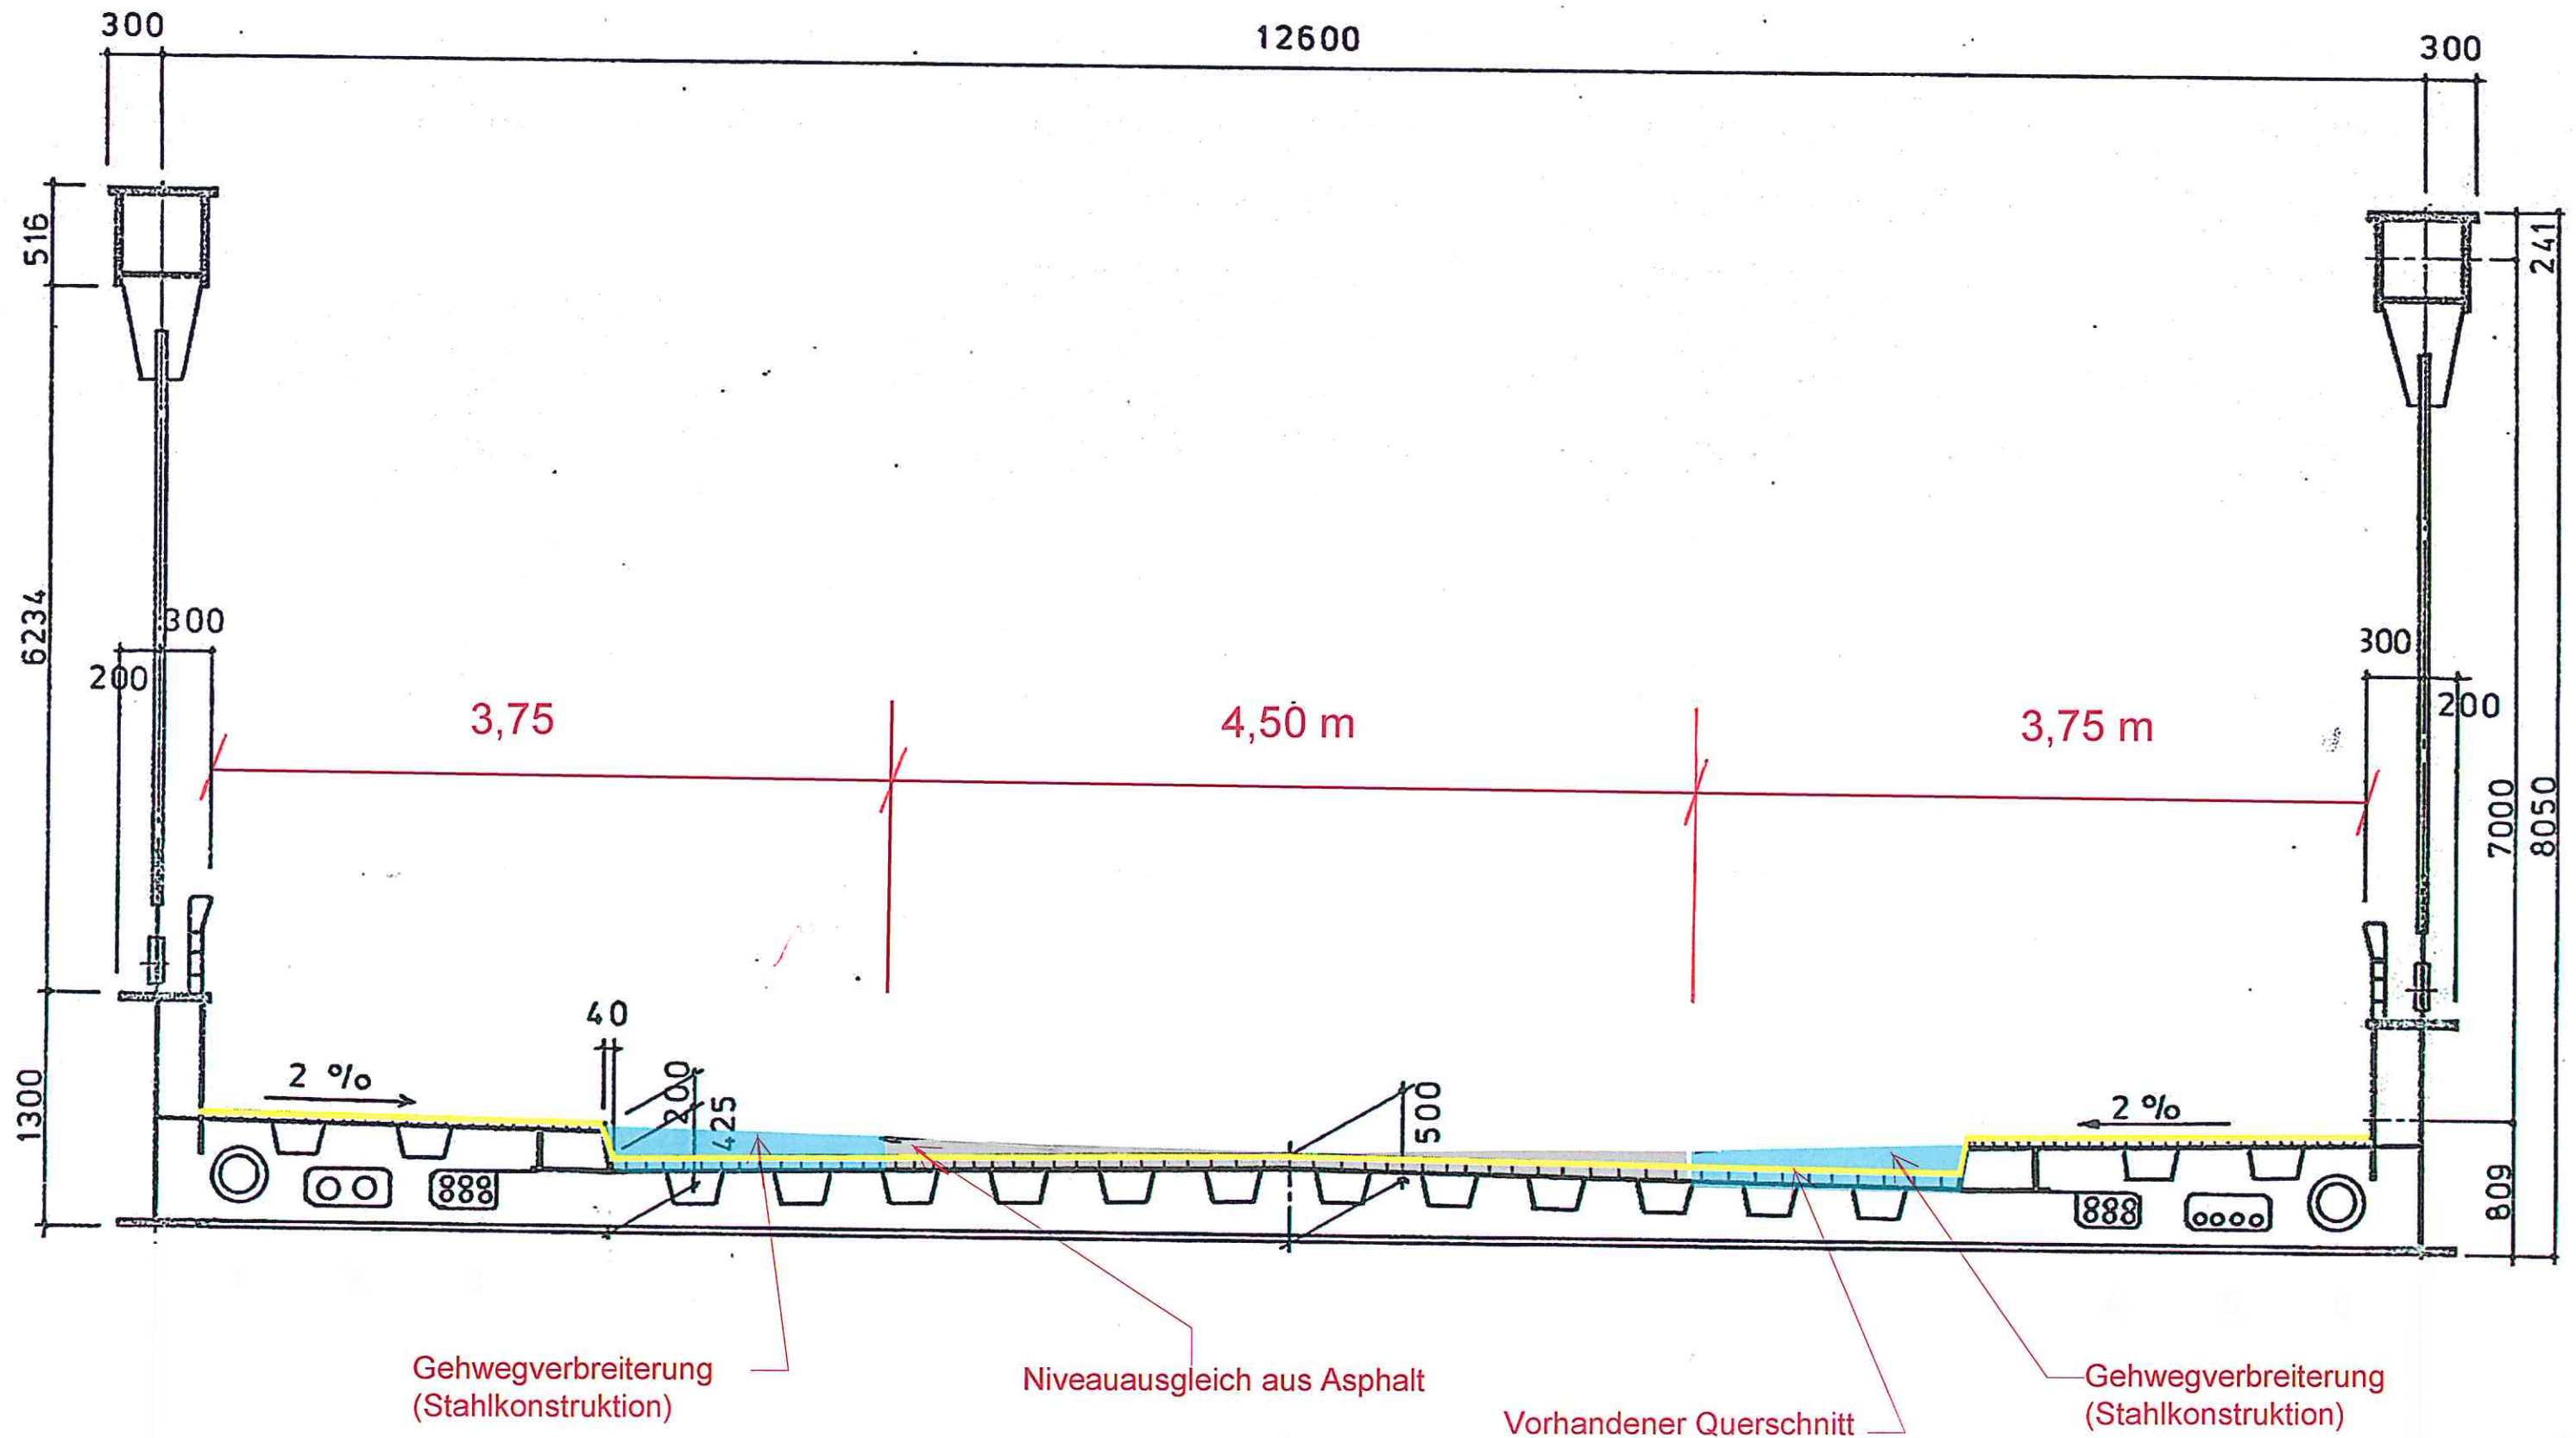 300
12600
300
516
241
6234
300
200
300
200
3,75
4,50 m
3,75 m
7000
8050
40
1300
2 %
200
425
500
2 %
809
Gehwegverbreiterung
(Stahlkonstruktion)
Niveauausgleich aus Asphalt
Vorhandener Querschnitt
Gehwegverbreiterung
(Stahlkonstruktion)